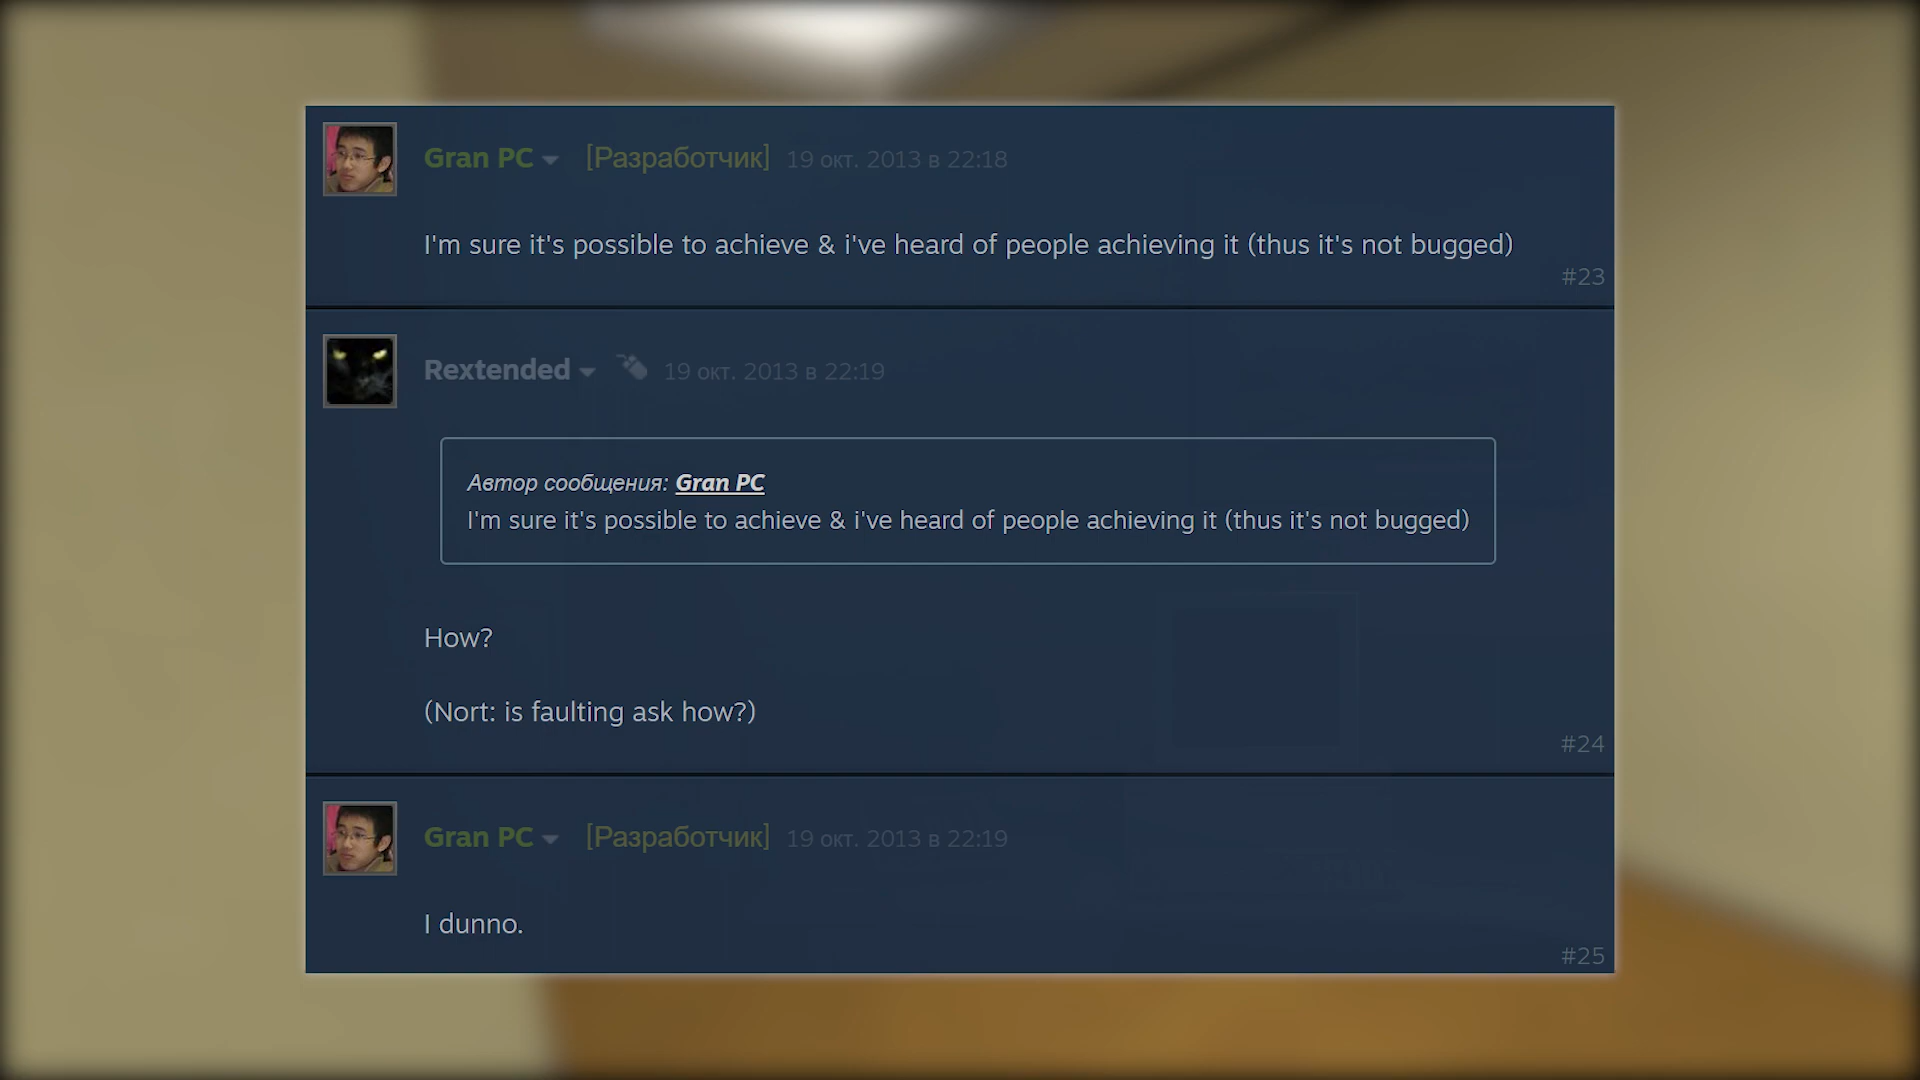 Gran PC [Разработчик] 19 окт. 2013 в 22:18
I'm sure it's possible to achieve & i've heard of people achieving it (thus it's not bugged)
#23
Rextended 19 окт. 2013 в 22:19
Автор сообщения: Gran PC
I'm sure it's possible to achieve & i've heard of people achieving it (thus it's not bugged)
How?
(Nort: is faulting ask how?)
#24
Gran PC [Разработчик] 19 окт. 2013 в 22:19
I dunno.
#25